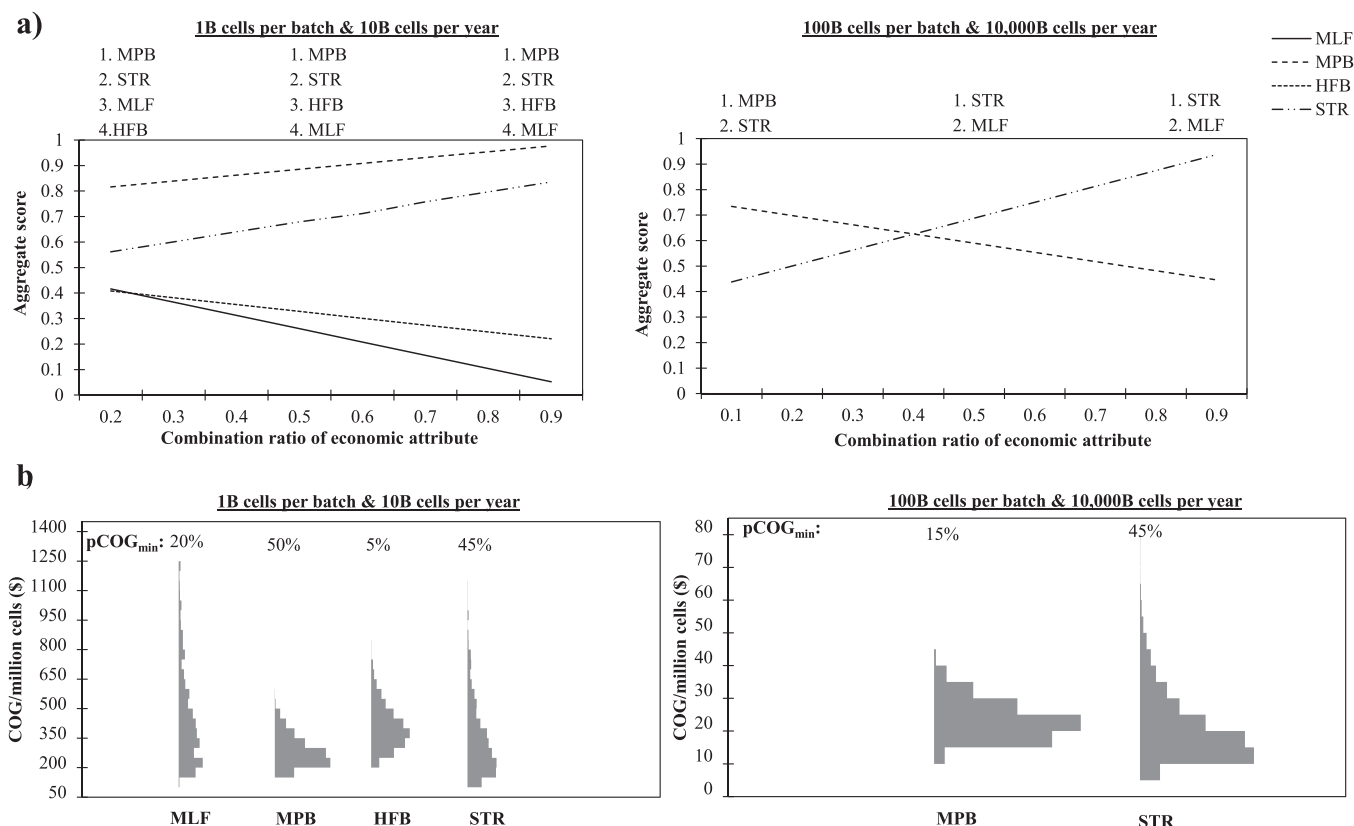 a)
1B cells per batch & 10B cells per year
1. MPB 1. MPB 1. MPB
2. STR 2. STR 2. STR
3. MLF 3. HFB 3. HFB
4.HFB 4. MLF 4. MLF
1
0.9
0.8
0.7
0.6
0.5
0.4
0.3
0.2
0.1
0
Aggregate score
0.2 0.3 0.4 0.5 0.6 0.7 0.8 0.9
Combination ratio of economic attribute
100B cells per batch & 10,000B cells per year
1. MPB 1. STR 1. STR
2. STR 2. MLF 2. MLF
1
0.9
0.8
0.7
0.6
0.5
0.4
0.3
0.2
0.1
0
Aggregate score
0.1 0.2 0.3 0.4 0.5 0.6 0.7 0.8 0.9
Combination ratio of economic attribute
MLF
MPB
HFB
STR
b)
1B cells per batch & 10B cells per year
pCOGmin: 20% 50% 5% 45%
1400
1250
1100
950
800
650
500
350
200
50
COG/million cells ($)
MLF MPB HFB STR
100B cells per batch & 10,000B cells per year
pCOGmin: 15% 45%
80
70
60
50
40
30
20
10
0
COG/million cells ($)
MPB STR